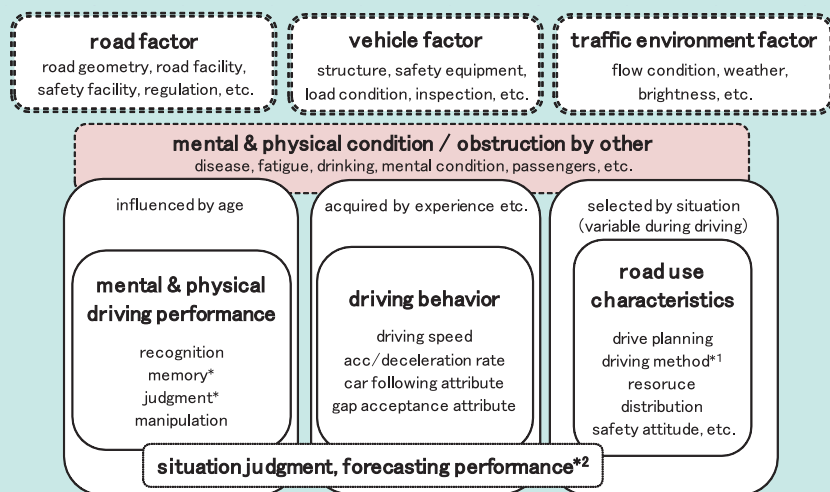 road factor
road geometry, road facility,
safety facility, regulation, etc.
vehicle factor
structure, safety equipment,
load condition, inspection, etc.
traffic environment factor
flow condition, weather,
brightness, etc.
mental & physical condition / obstruction by other
disease, fatigue, drinking, mental condition, passengers, etc.
influenced by age
mental & physical
driving performance
recognition
memory*
judgment*
manipulation
acquired by experience etc.
driving behavior
driving speed
acc/deceleration rate
car following attribute
gap acceptance attribute
selected by situation
(variable during driving)
road use
characteristics
drive planning
driving method*1
resoruce
distribution
safety attitude, etc.
situation judgment, forecasting performance*2